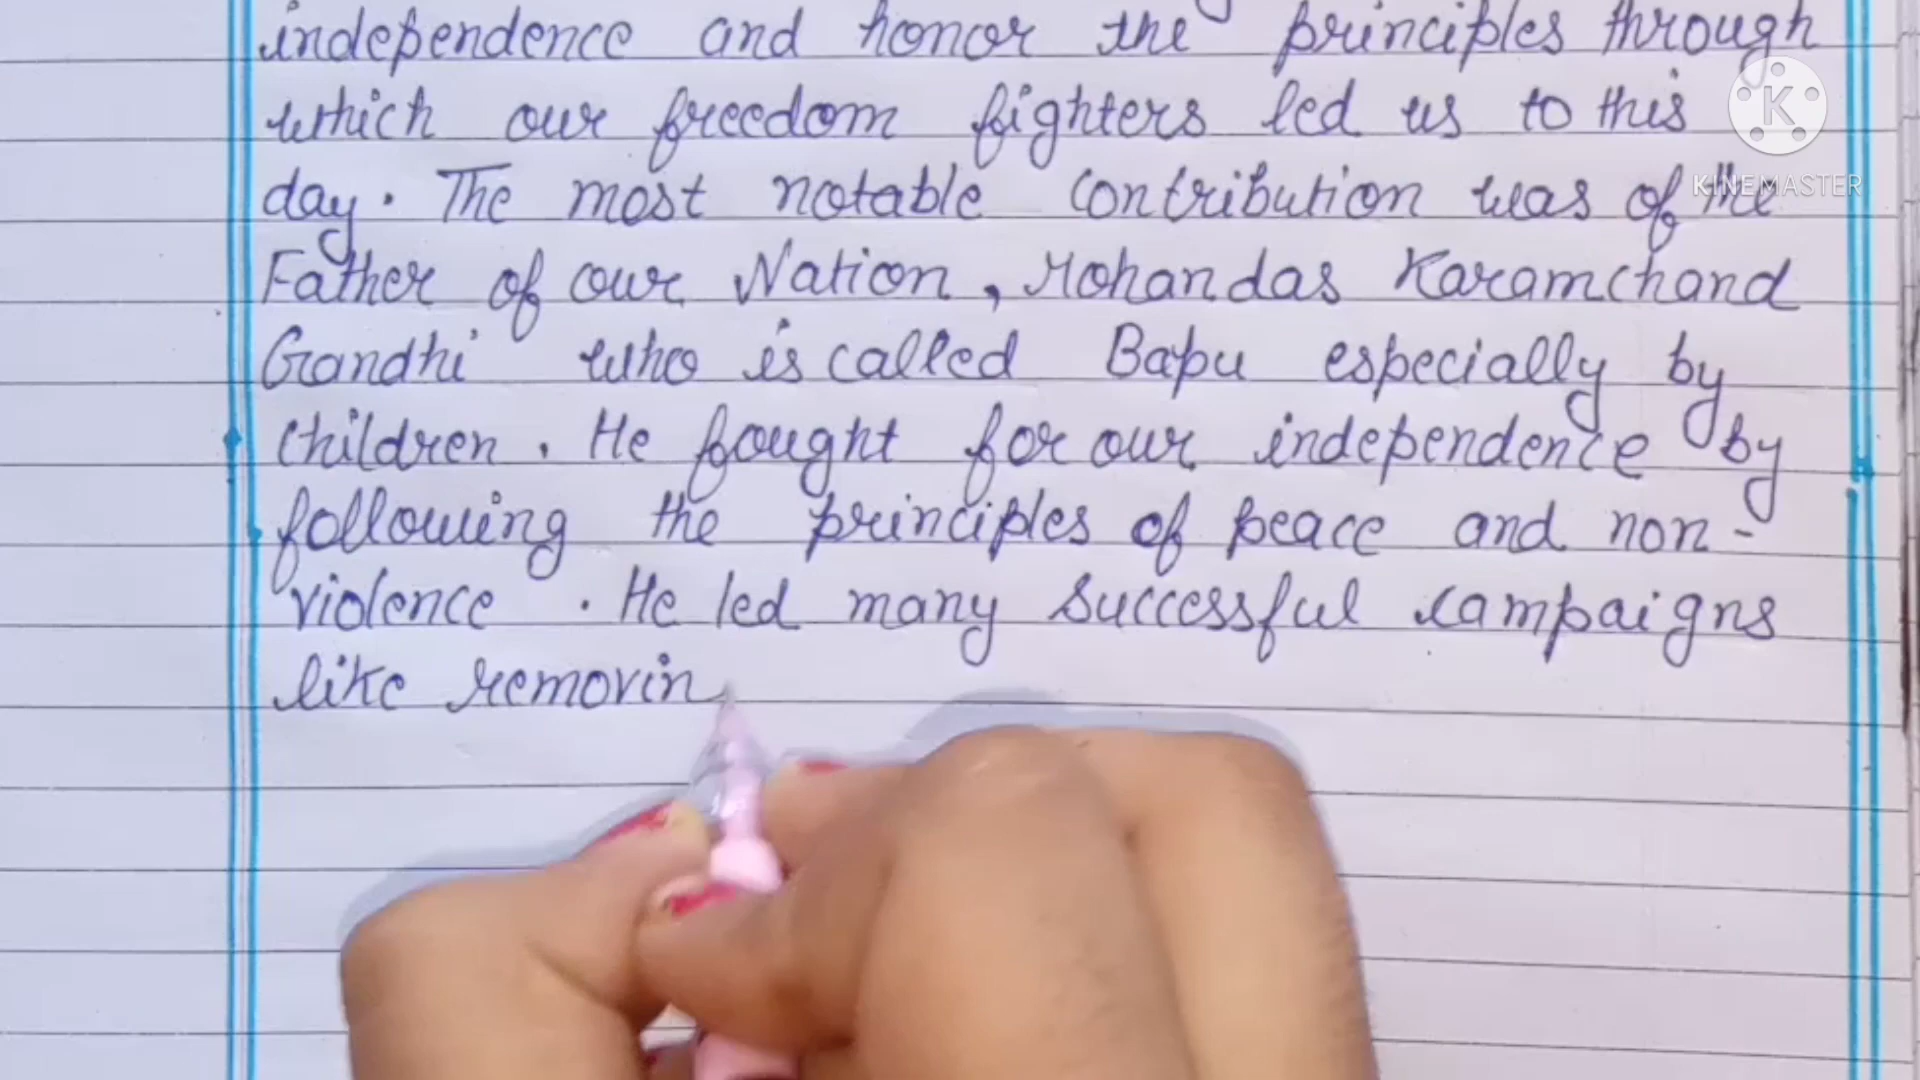 independence and honor the principles through
which our freedom fighters led us to this
day. The most notable contribution was of the
Father of our Nation, Mohandas Karamchand
Gandhi who is called Bapu especially by
children. He fought for our independence by
following the principles of peace and non-
violence. He led many successful campaigns
like removin
K
KINEMASTER